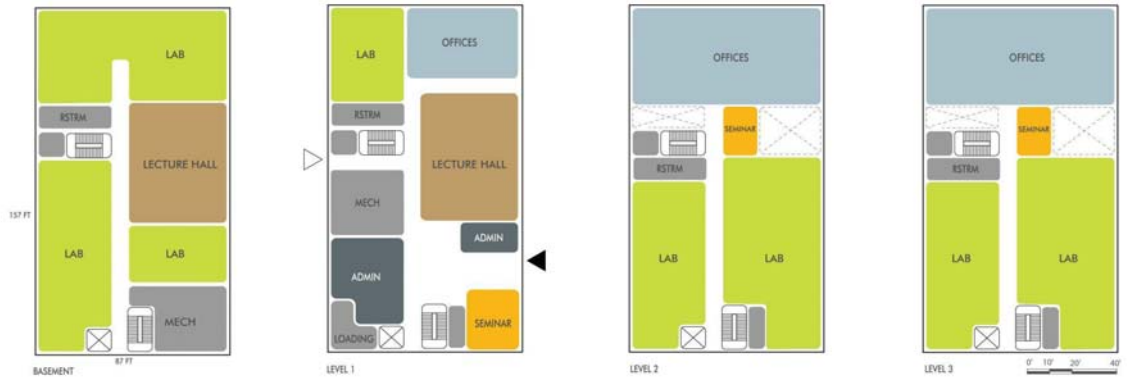 LAB
RSTRM
LECTURE HALL
157 FT
LAB
LAB
MECH
87 FT
BASEMENT
LAB
OFFICES
RSTRM
LECTURE HALL
MECH
ADMIN
ADMIN
SEMINAR
LOADING
LEVEL 1
OFFICES
SEMINAR
RSTRM
LAB
LAB
LEVEL 2
OFFICES
SEMINAR
RSTRM
LAB
LAB
LEVEL 3
0' 10' 20' 40'